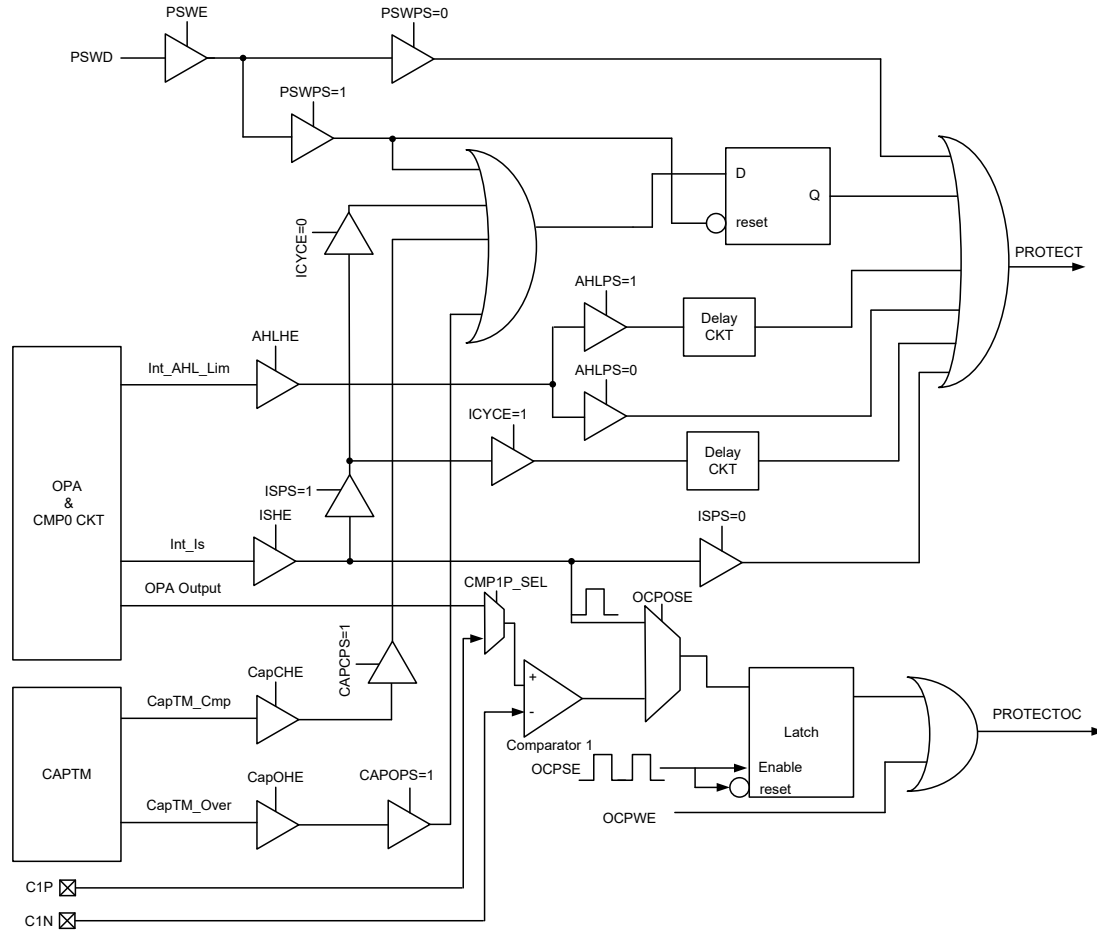 PSWE
PSWPS=0
PSWD
PSWPS=1
D
Q
reset
ICYCE=0
PROTECT
AHLPS=1
Delay
CKT
AHLHE
Int_AHL_Lim
AHLPS=0
ICYCE=1
Delay
CKT
OPA
&
CMP0 CKT
ISPS=1
ISHE
ISPS=0
Int_Is
OPA Output
CMP1P_SEL
OCPOSE
CAPCPS=1
CapCHE
CapTM_Cmp
+
-
Latch
PROTECTOC
Comparator 1
CAPTM
OCPSE
Enable
reset
CapOHE
CAPOPS=1
CapTM_Over
OCPWE
C1P
C1N